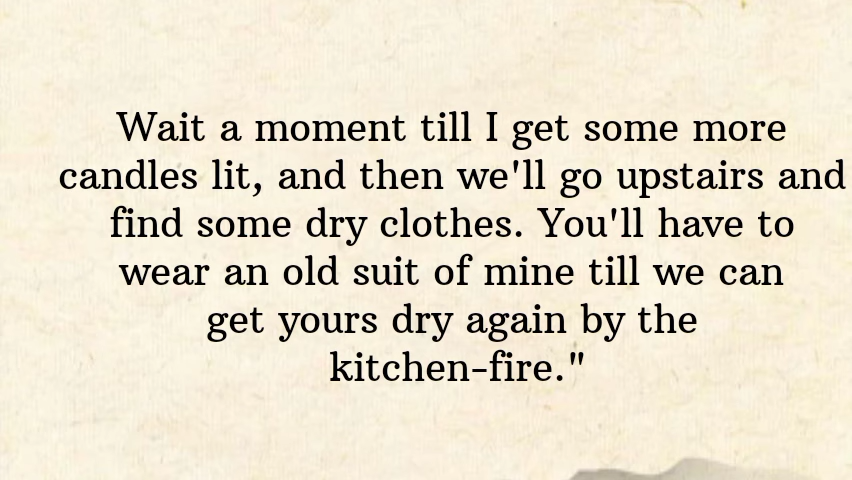 Wait a moment till I get some more
candles lit, and then we'll go upstairs and
find some dry clothes. You'll have to
wear an old suit of mine till we can
get yours dry again by the
kitchen-fire."